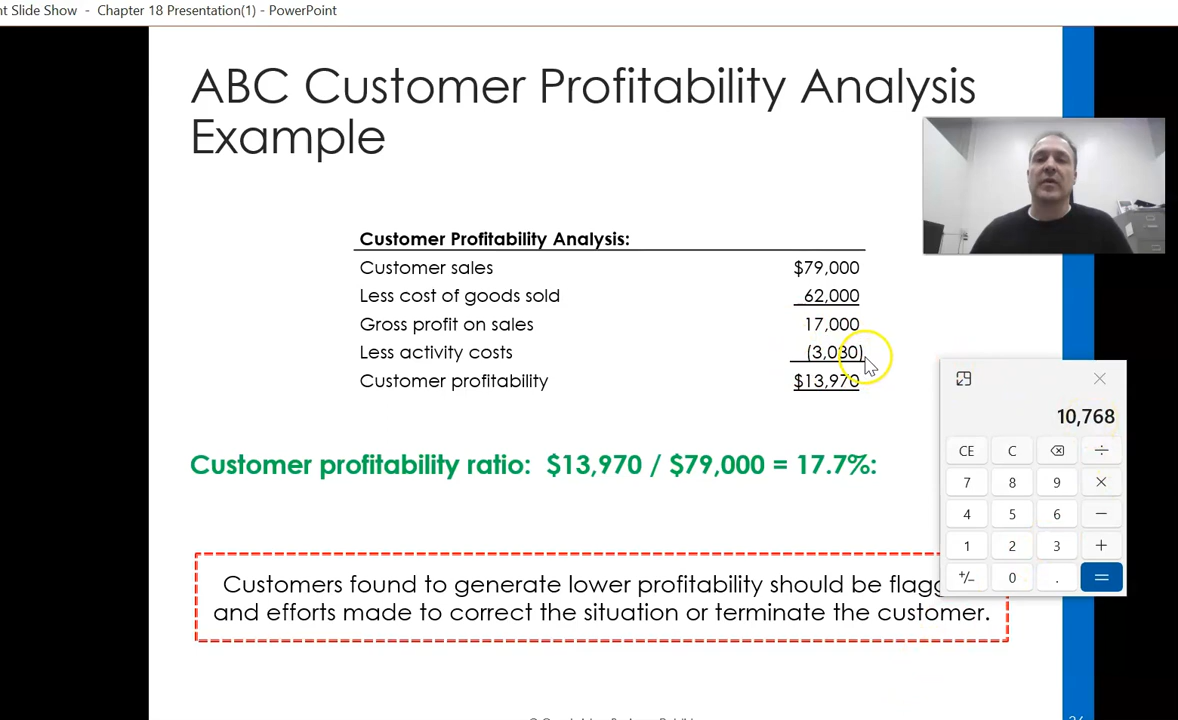 nt Slide Show - Chapter 18 Presentation(1) - PowerPoint
ABC Customer Profitability Analysis
Example
Customer Profitability Analysis:
Customer sales $79,000
Less cost of goods sold 62,000
Gross profit on sales 17,000
Less activity costs (3,030)
Customer profitability $13,970
Customer profitability ratio: $13,970 / $79,000 = 17.7%:
Customers found to generate lower profitability should be flagg
and efforts made to correct the situation or terminate the customer.
10,768
CE C ÷
7 8 9 ×
4 5 6 −
1 2 3 +
+/− 0 . =